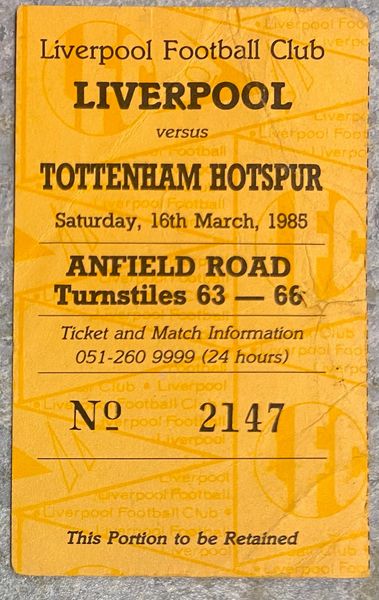 Liverpool Football Club
LIVERPOOL
versus
TOTTENHAM HOTSPUR
Saturday, 16th March, 1985
ANFIELD ROAD
Turnstiles 63 — 66
Ticket and Match Information
051-260 9999 (24 hours)
Nº 2147
This Portion to be Retained